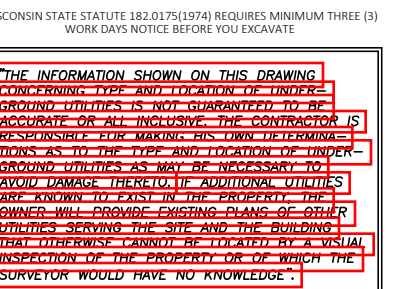 SCONSIN STATE STATUTE 182.0175(1974) REQUIRES MINIMUM THREE (3)
WORK DAYS NOTICE BEFORE YOU EXCAVATE
"THE INFORMATION SHOWN ON THIS DRAWING
CONCERNING TYPE AND LOCATION OF UNDER–
GROUND UTILITIES IS NOT GUARANTEED TO BE
ACCURATE OR ALL INCLUSIVE. THE CONTRACTOR IS
RESPONSIBLE FOR MAKING HIS OWN DETERMINA–
TIONS AS TO THE TYPE AND LOCATION OF UNDER–
GROUND UTILITIES AS MAY BE NECESSARY TO
AVOID DAMAGE THERETO. IF ADDITIONAL UTILITIES
ARE KNOWN TO EXIST IN THE PROPERTY, THE
OWNER WILL PROVIDE EXISTING PLANS OF OTHER
UTILITIES SERVING THE SITE AND THE BUILDING
THAT OTHERWISE CANNOT BE LOCATED BY A VISUAL
INSPECTION OF THE PROPERTY OR OF WHICH THE
SURVEYOR WOULD HAVE NO KNOWLEDGE".